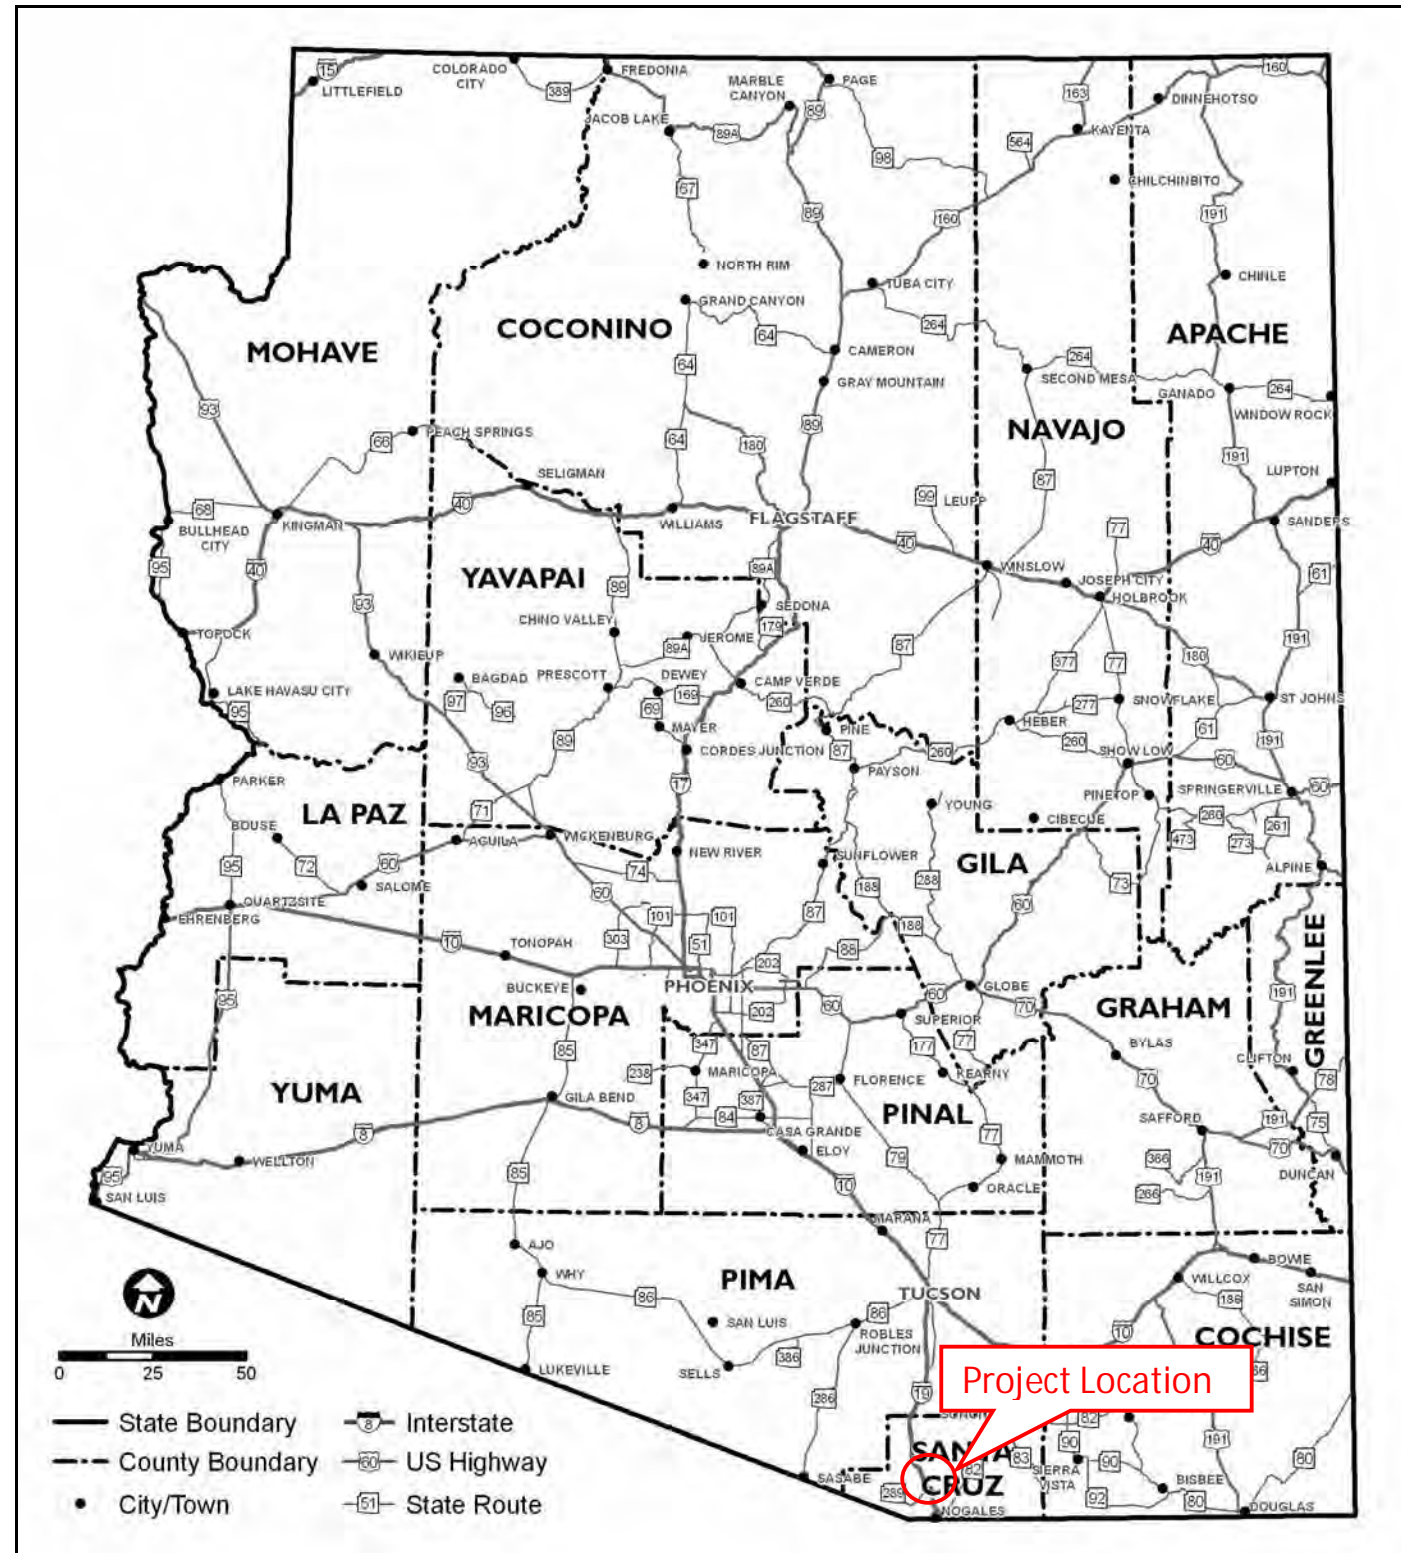 15
LITTLEFIELD
COLORADO
CITY
389
FREDONIA
MARBLE
CANYON
PAGE
89
163
160
DINNEHOTSO
JACOB LAKE
89A
KAYENTA
564
98
CHILCHINBITO
67
89
160
191
NORTH RIM
TUBA CITY
CHINLE
GRAND CANYON
COCONINO
264
APACHE
MOHAVE
64
CAMERON
64
264
SECOND MESA
GRAY MOUNTAIN
GANADO
264
WINDOW ROCK
93
89
NAVAJO
66
PEACH SPRINGS
64
180
191
LUPTON
SELIGMAN
87
40
99
LEUPP
68
BULLHEAD
CITY
KINGMAN
WILLIAMS
FLAGSTAFF
77
SANDERS
40
40
95
40
89A
WINSLOW
61
YAVAPAI
89
JOSEPH CITY
HOLBROOK
93
SEDONA
CHINO VALLEY
179
TOPOCK
JEROME
89A
87
191
WIKIEUP
377
77
180
BAGDAD
PRESCOTT
DEWEY
CAMP VERDE
LAKE HAVASU CITY
97
96
169
260
277
SNOWFLAKE
ST JOHNS
95
69
MAYER
PINE
HEBER
61
89
CORDES JUNCTION
87
260
260
SHOW LOW
191
93
PAYSON
60
PARKER
17
YOUNG
PINETOP
SPRINGERVILLE
60
LA PAZ
71
CIBECUE
260
261
BOUSE
AGUILA
WICKENBURG
NEW RIVER
SUNFLOWER
GILA
473
273
95
72
60
74
ALPINE
SALOME
188
288
73
60
QUARTZSITE
60
EHRENBERG
101
101
87
188
10
TONOPAH
303
51
88
GREENLEE
202
95
BUCKEYE
PHOENIX
GLOBE
MARICOPA
202
60
60
70
GRAHAM
191
SUPERIOR
347
87
177
77
BYLAS
85
CLIFTON
238
MARICOPA
287
FLORENCE
KEARNY
78
YUMA
GILA BEND
347
387
70
PINAL
75
8
8
84
SAFFORD
191
CASA GRANDE
77
YUMA
ELOY
79
366
70
WELLTON
85
MAMMOTH
191
DUNCAN
95
10
ORACLE
266
SAN LUIS
MARANA
77
AJO
BOWIE
PIMA
WILLCOX
WHY
SAN
SIMON
TUCSON
86
186
N
Miles
0 25 50
85
SAN LUIS
86
ROBLES
JUNCTION
10
COCHISE
386
LUKEVILLE
SELLS
Project Location
19
286
State Boundary
8
Interstate
82
191
SANTA
CRUZ
90
County Boundary
60
US Highway
83
90
80
SASABE
82
SIERRA
VISTA
BISBEE
City/Town
51
State Route
289
92
80
NOGALES
DOUGLAS